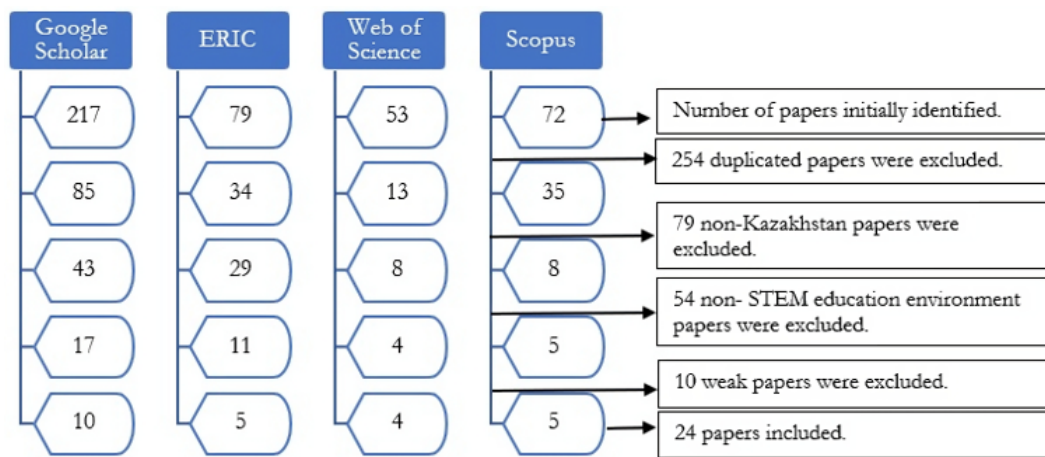 Google
Scholar
ERIC
Web of
Science
Scopus
217
79
53
72
Number of papers initially identified.
254 duplicated papers were excluded.
85
34
13
35
79 non-Kazakhstan papers were
excluded.
43
29
8
8
54 non- STEM education environment
papers were excluded.
17
11
4
5
10 weak papers were excluded.
10
5
4
5
24 papers included.